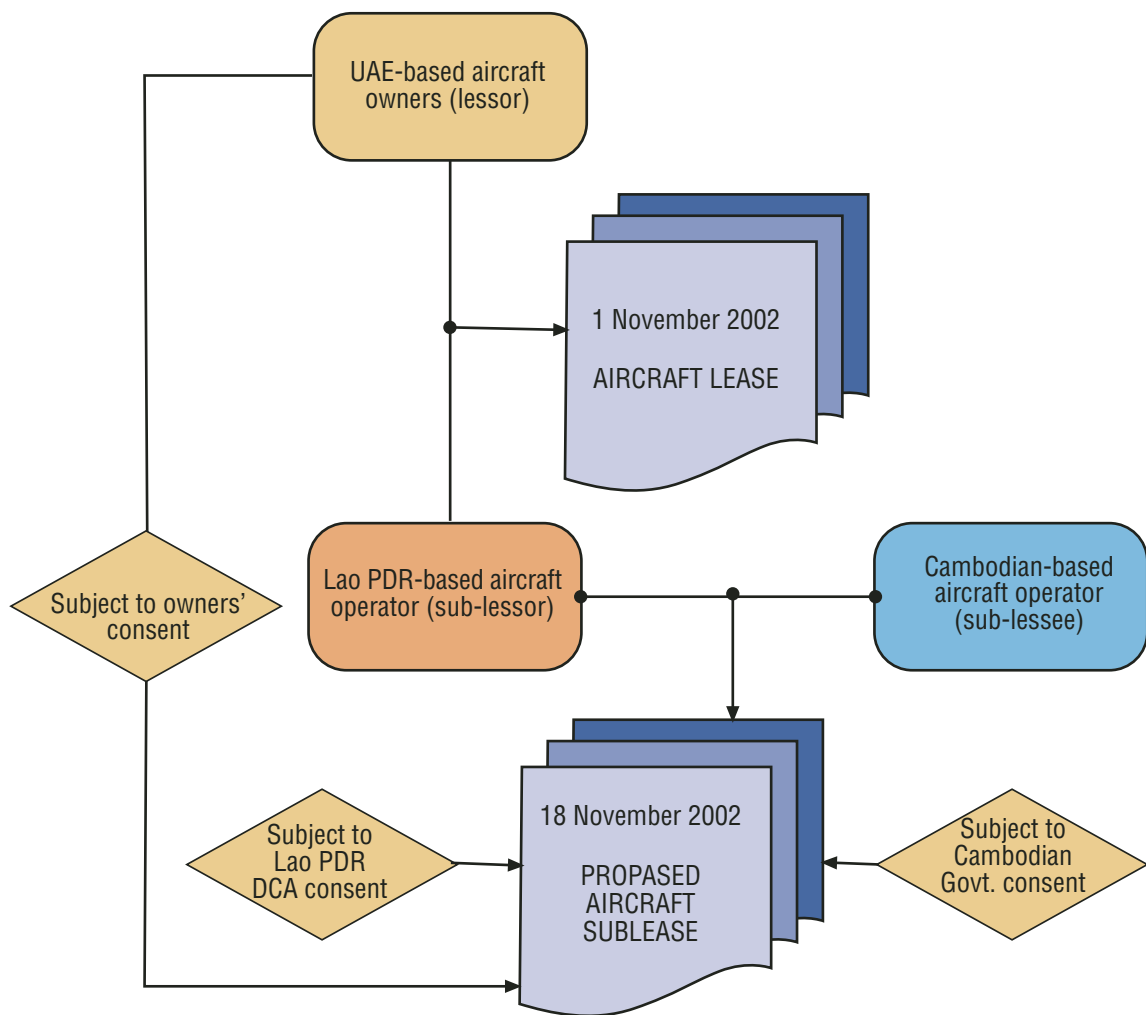 UAE-based aircraft
owners (lessor)
1 November 2002
AIRCRAFT LEASE
Subject to owners’
consent
Lao PDR-based aircraft
operator (sub-lessor)
Cambodian-based
aircraft operator
(sub-lessee)
Subject to
Lao PDR
DCA consent
18 November 2002
PROPASED
AIRCRAFT
SUBLEASE
Subject to
Cambodian
Govt. consent